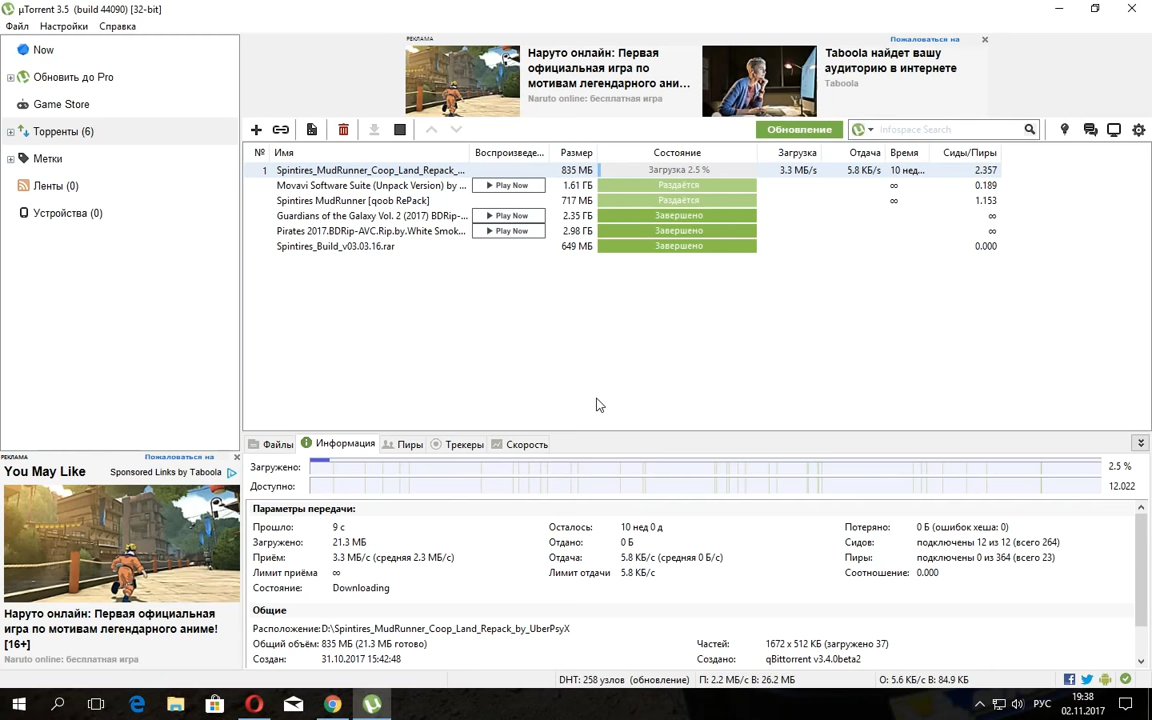 µTorrent 3.5 (build 44090) [32-bit]
Файл Настройки Справка
Now
Обновить до Pro
Game Store
Торренты (6)
Метки
Ленты (0)
Устройства (0)
РЕКЛАМА
Пожаловаться на
Наруто онлайн: Первая
официальная игра по
мотивам легендарного ани...
Naruto online: бесплатная игра
Taboola найдет вашу
аудиторию в интернете
Taboola
Обновление
infospace Search
№ Имя Воспроизведе... Размер Состояние Загрузка Отдача Время Сиды/Пиры
1 Spintires_MudRunner_Coop_Land_Repack_... 835 МБ Загрузка 2.5 % 3.3 МБ/s 5.8 КБ/s 10 нед... 2.357
Movavi Software Suite (Unpack Version) by ... Play Now 1.61 ГБ Раздаётся ∞ 0.189
Spintires MudRunner [qoob RePack] 717 МБ Раздаётся ∞ 1.153
Guardians of the Galaxy Vol. 2 (2017) BDRip-... Play Now 2.35 ГБ Завершено ∞
Pirates 2017.BDRip-AVC.Rip.by.White Smok... Play Now 2.98 ГБ Завершено ∞
Spintires_Build_v03.03.16.rar 649 МБ Завершено 0.000
Файлы Информация Пиры Трекеры Скорость
Загружено: 2.5 %
Доступно: 12.022
Параметры передачи:
Прошло: 9 с Осталось: 10 нед 0 д Потеряно: 0 Б (ошибок хеша: 0)
Загружено: 21.3 МБ Отдано: 0 Б Сидов: подключены 12 из 12 (всего 264)
Приём: 3.3 МБ/с (средняя 2.3 МБ/с) Отдача: 5.8 КБ/с (средняя 0 Б/с) Пиры: подключены 0 из 364 (всего 23)
Лимит приёма ∞ Лимит отдачи 5.8 КБ/с Соотношение: 0.000
Состояние: Downloading
Общие
Расположение: D:\Spintires_MudRunner_Coop_Land_Repack_by_UberPsyX
Общий объём: 835 МБ (21.3 МБ готово) Частей: 1672 x 512 КБ (загружено 37)
Создан: 31.10.2017 15:42:48 Создано: qBittorrent v3.4.0beta2
РЕКЛАМА
Пожаловаться на
You May Like
Sponsored Links by Taboola
Наруто онлайн: Первая официальная
игра по мотивам легендарного аниме!
[16+]
Naruto online: бесплатная игра
DHT: 258 узлов (обновление) П: 2.2 МБ/s В: 26.2 МБ О: 5.6 КБ/s В: 84.9 КБ
РУС
19:38
02.11.2017